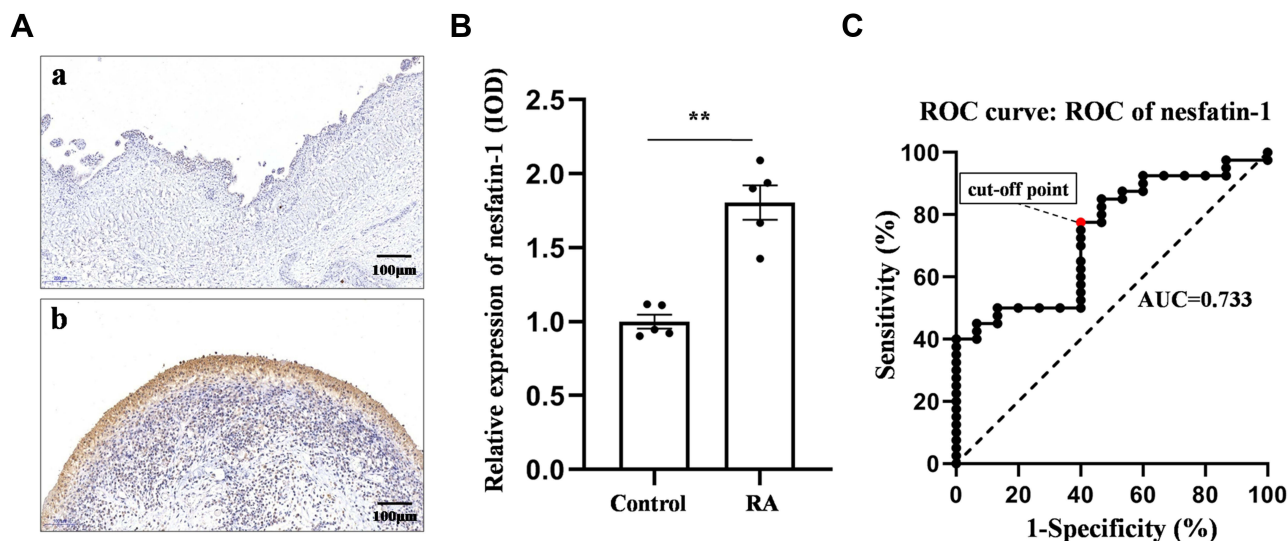 A
a
100μm
b
100μm
B
Relative expression of nesfatin-1 (IOD)
2.5
2.0
1.5
1.0
0.5
0.0
**
Control
RA
C
ROC curve: ROC of nesfatin-1
Sensitivity (%)
100
80
60
40
20
0
cut-off point
AUC=0.733
0
20
40
60
80
100
1-Specificity (%)